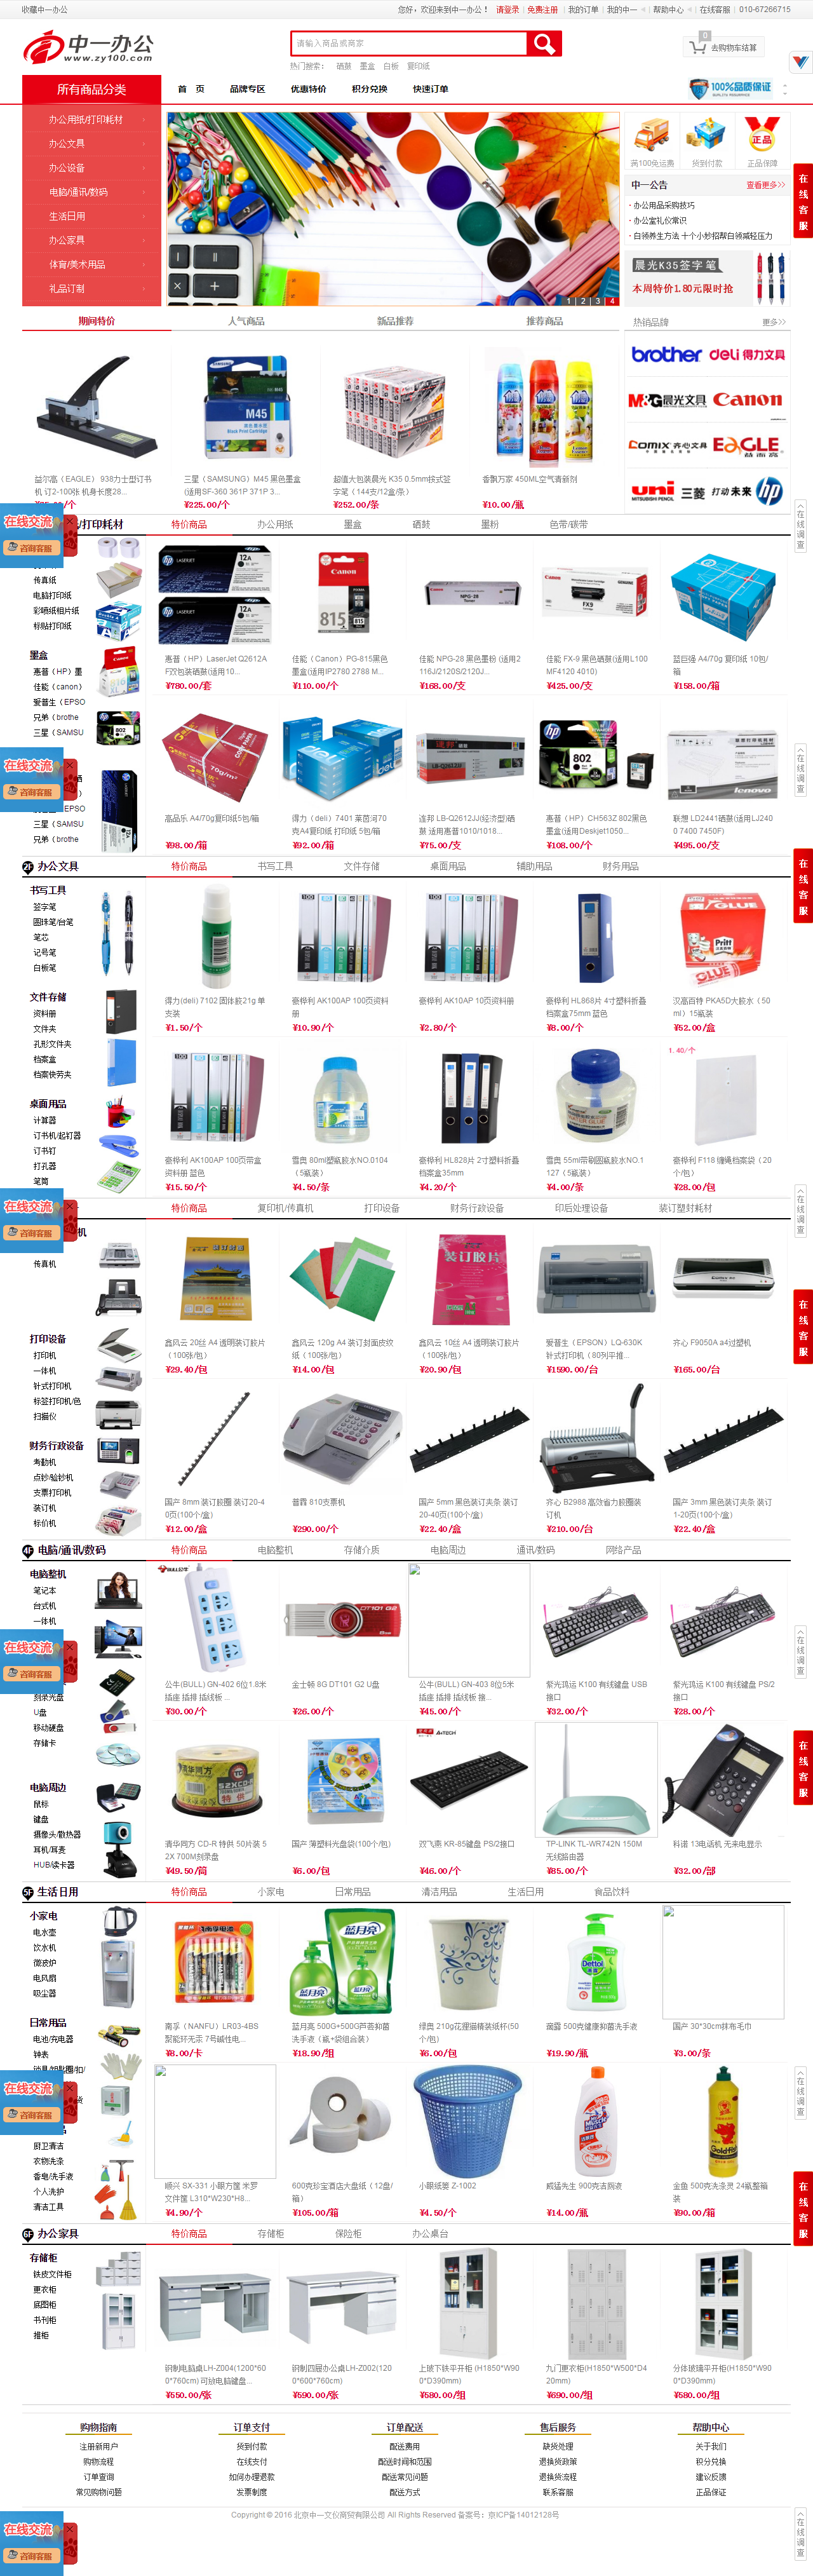 收藏中一办公
您好，欢迎来到中一办公！ 请登录 | 免费注册 | 我的订单 | 我的中一 | 帮助中心 | 在线客服 | 010-67266715
中一办公
www.zy100.com
请输入商品或商家
热门搜索： 硒鼓 墨盒 白板 复印纸
0
去购物车结算
所有商品分类
首 页 品牌专区 优惠特价 积分兑换 快速订单
100%品质保证
办公用纸/打印耗材
办公文具
办公设备
电脑/通讯/数码
生活日用
办公家具
体育/美术用品
礼品订制
1 2 3 4
满100免运费 货到付款 正品保障
中一公告 查看更多>>
办公用品采购技巧
办公室礼仪常识
白领养生方法 十个小妙招帮白领减轻压力
晨光K35签字笔
本周特价1.80元限时抢
在线客服
期间特价 人气商品 新品推荐 推荐商品
热销品牌 更多>>
brother deli 得力文具
M&G 晨光文具 Canon
COMIX 齐心文具 EAGLE
uni 三菱 打动未来 hp
益而高（EAGLE） 938力士型订书机 订2-100张 机身长度28...
三星（SAMSUNG）M45 黑色墨盒(适用SF-360 361P 371P 3...
¥225.00/个
超值大包装晨光 K35 0.5mm按式签字笔（144支/12盒/条）
¥252.00/条
香飘万家 450ML空气清新剂
¥10.00/瓶
在线交流
咨询客服
在线调查
/打印耗材 特价商品 办公用纸 墨盒 硒鼓 墨粉 色带/碳带
传真纸
电脑打印纸
彩喷纸相片纸
标贴打印纸
墨盒
惠普（HP）墨
佳能（canon）
爱普生（EPSO
兄弟（brothe
三星（SAMSU
EPSO
三星（SAMSU
兄弟（brothe
惠普（HP）LaserJet Q2612AF双包装硒鼓(适用10...
¥780.00/套
佳能（Canon）PG-815黑色墨盒(适用IP2780 2788 M...
¥110.00/个
佳能 NPG-28 黑色墨粉 (适用2116J/2120S/2120J...
¥168.00/支
佳能 FX-9 黑色硒鼓(适用L100 MF4120 4010)
¥425.00/支
蓝巨强 A4/70g 复印纸 10包/箱
¥158.00/箱
高品乐 A4/70g复印纸5包/箱
¥98.00/箱
得力（deli）7401 莱茵河70克A4复印纸 打印纸 5包/箱
¥92.00/箱
连邦 LB-Q2612JJ(经济型)硒鼓 适用惠普1010/1018...
¥75.00/支
惠普（HP）CH563Z 802黑色墨盒(适用Deskjet1050...
¥108.00/个
联想 LD2441硒鼓(适用LJ2400 7400 7450F)
¥495.00/支
2F 办公文具 特价商品 书写工具 文件存储 桌面用品 辅助用品 财务用品
书写工具
签字笔
圆珠笔/台笔
笔芯
记号笔
白板笔
文件存储
资料册
文件夹
孔形文件夹
档案盒
档案快劳夹
桌面用品
计算器
订书机/起钉器
订书钉
打孔器
笔筒
得力(deli) 7102 固体胶21g 单支装
¥1.50/个
豪桦利 AK100AP 100页资料册
¥10.90/个
豪桦利 AK10AP 10页资料册
¥2.80/个
豪桦利 HL868片 4寸塑料折叠档案盒75mm 蓝色
¥8.00/个
汉高百特 PKA5D大胶水（50ml）15瓶装
¥52.00/盒
1.40/个
豪桦利 AK100AP 100页带盒资料册 蓝色
¥15.50/个
雪奥 80ml塑瓶胶水NO.0104（5瓶装）
¥4.50/条
豪桦利 HL828片 2寸塑料折叠档案盒35mm
¥4.20/个
雪奥 55ml带刷圆瓶胶水NO.1127（5瓶装）
¥4.00/条
豪桦利 F118 缠绳档案袋（20个/包）
¥28.00/包
特价商品 复印机/传真机 打印设备 财务行政设备 印后处理设备 装订塑封耗材
传真机
打印设备
打印机
一体机
针式打印机
标签打印机/色
扫描仪
财务行政设备
考勤机
点钞/验钞机
支票打印机
装订机
标价机
鑫风云 20丝 A4 透明装订胶片（100张/包）
¥29.40/包
鑫风云 120g A4 装订封面皮纹纸（100张/包）
¥14.00/包
鑫风云 10丝 A4 透明装订胶片（100张/包）
¥20.90/包
爱普生（EPSON）LQ-630K针式打印机（80列平推...
¥1590.00/台
齐心 F9050A a4过塑机
¥165.00/台
国产 8mm 装订胶圈 装订20-40页(100个/盒)
¥12.00/盒
普霖 810支票机
¥290.00/个
国产 5mm 黑色装订夹条 装订20-40页(100个/盒)
¥22.40/盒
齐心 B2988 高效省力胶圈装订机
¥210.00/台
国产 3mm 黑色装订夹条 装订1-20页(100个/盒)
¥22.40/盒
4F 电脑/通讯/数码 特价商品 电脑整机 存储介质 电脑周边 通讯/数码 网络产品
电脑整机
笔记本
台式机
一体机
刻录光盘
U盘
移动硬盘
存储卡
电脑周边
鼠标
键盘
摄像头/散热器
耳机/耳麦
HUB/读卡器
公牛(BULL) GN-402 6位1.8米 插座 插排 插线板 ...
¥30.00/个
金士顿 8G DT101 G2 U盘
¥26.00/个
公牛(BULL) GN-403 8位5米 插座 插排 插线板 接...
¥45.00/个
紫光玑运 K100 有线键盘 USB接口
¥32.00/个
紫光玑运 K100 有线键盘 PS/2接口
¥28.00/个
清华同方 CD-R 特供 50片装 52X 700M刻录盘
¥49.50/筒
国产 薄塑料光盘袋(100个/包)
¥6.00/包
双飞燕 KR-85键盘 PS/2接口
¥46.00/个
TP-LINK TL-WR742N 150M无线路由器
¥85.00/个
科诺 13电话机 无来电显示
¥32.00/部
5F 生活日用 特价商品 小家电 日常用品 清洁用品 生活日用 食品饮料
小家电
电水壶
饮水机
微波炉
电风扇
吸尘器
日常用品
电池/充电器
钟表
厨卫清洁
衣物洗涤
香皂/洗手液
个人洗护
清洁工具
南孚（NANFU）LR03-4BS 聚能环无汞 7号碱性电...
¥8.00/卡
蓝月亮 500G+500G芦荟抑菌洗手液（瓶+袋组合装）
¥18.90/组
绿奥 210g花狸猫精装纸杯(50个/包)
¥6.00/包
滴露 500克健康抑菌洗手液
¥19.90/瓶
国产 30*30cm抹布毛巾
¥3.00/条
顺兴 SX-331 小眼方筐 米罗文件筐 L310*W230*H8...
¥4.90/个
600克珍宝酒店大盘纸（12盘/箱）
¥105.00/箱
小眼纸篓 Z-1002
¥4.50/个
威猛先生 900克洁厕液
¥14.00/瓶
金鱼 500克洗涤灵 24瓶整箱装
¥90.00/箱
6F 办公家具 特价商品 存储柜 保险柜 办公桌台
存储柜
铁皮文件柜
更衣柜
底图柜
书刊柜
推柜
钢制电脑桌LH-Z004(1200*600*760cm) 可放电脑键盘...
¥550.00/张
钢制四屉办公桌LH-Z002(1200*600*760cm)
¥590.00/张
上玻下铁平开柜 (H1850*W900*D390mm)
¥580.00/组
九门更衣柜(H1850*W500*D420mm)
¥690.00/组
分体玻璃平开柜(H1850*W900*D390mm)
¥580.00/组
购物指南 订单支付 订单配送 售后服务 帮助中心
注册新用户 货到付款 配送费用 缺货处理 关于我们
购物流程 在线支付 配送时间和范围 退换货政策 积分兑换
订单查询 如何办理退款 配送常见问题 退换货流程 建议反馈
常见购物问题 发票制度 配送方式 联系客服 正品保证
Copyright © 2016 北京中一文仪商贸有限公司 All Rights Reserved 备案号：京ICP备14012128号